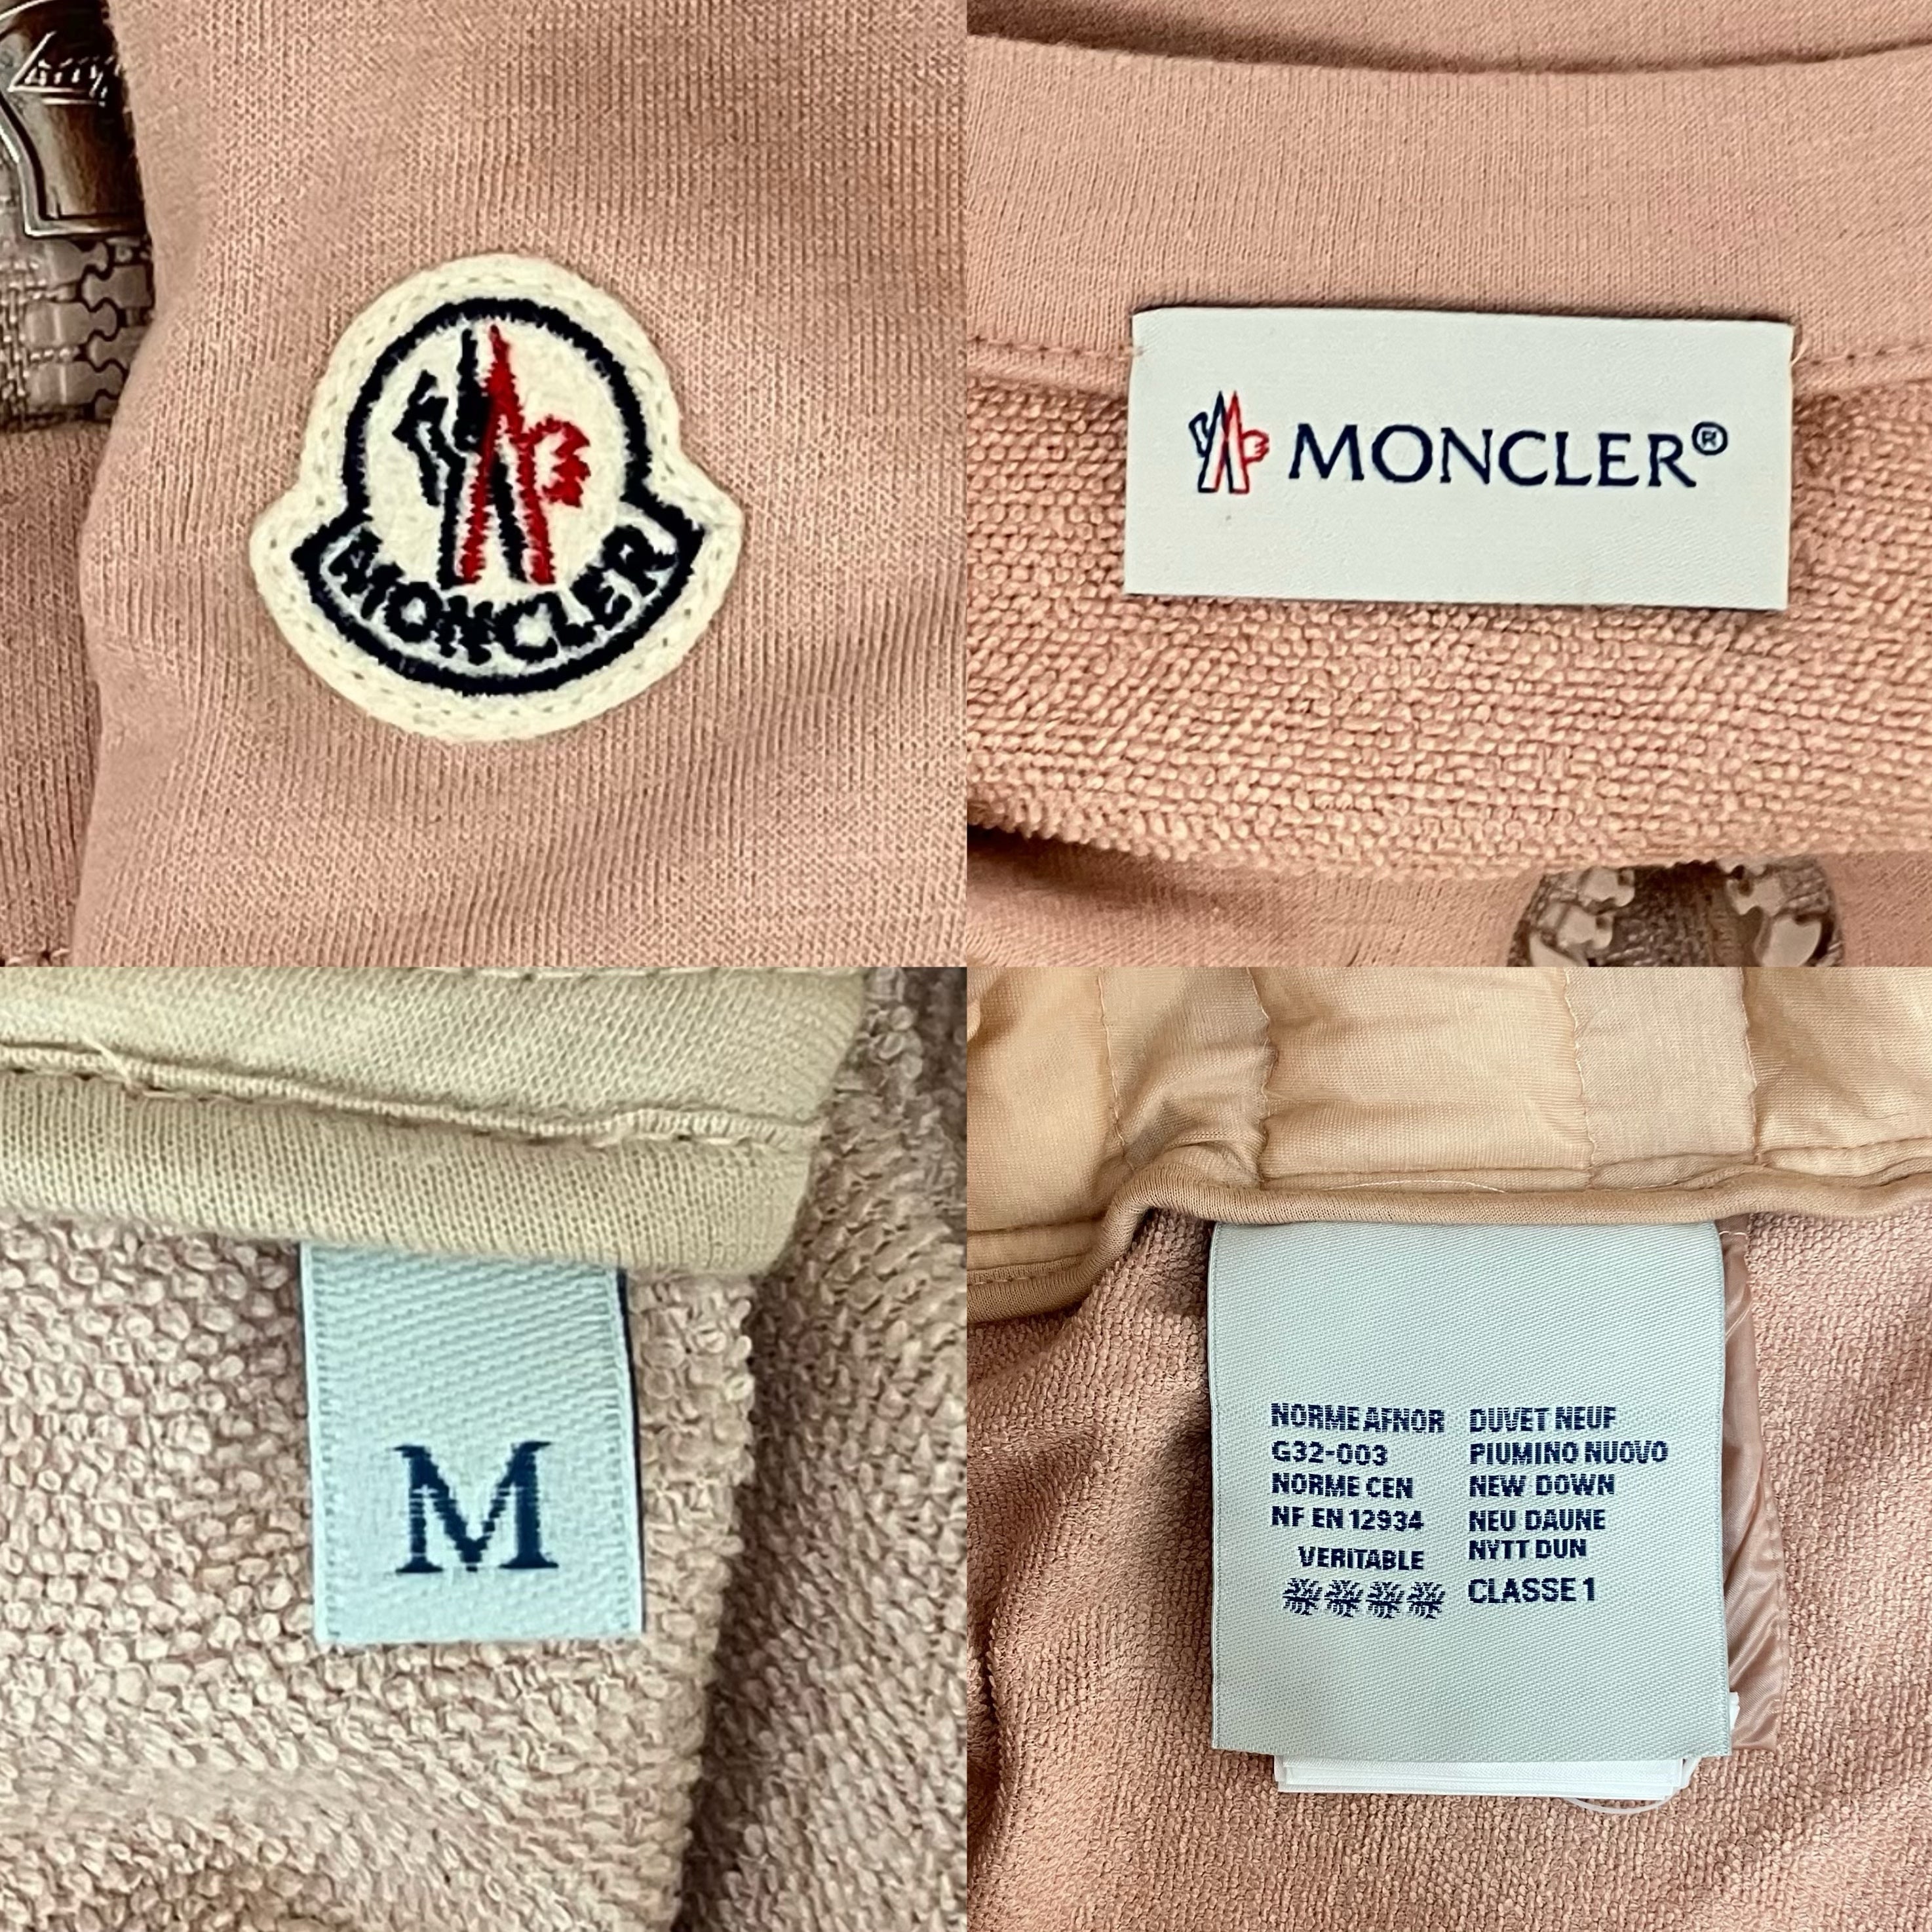 MONCLER
MONCLER®
M
NORME AFNOR
G32-003
NORME CEN
NF EN 12934
VERITABLE
DUVET NEUF
PIUMINO NUOVO
NEW DOWN
NEU DAUNE
NYTT DUN
CLASSE 1